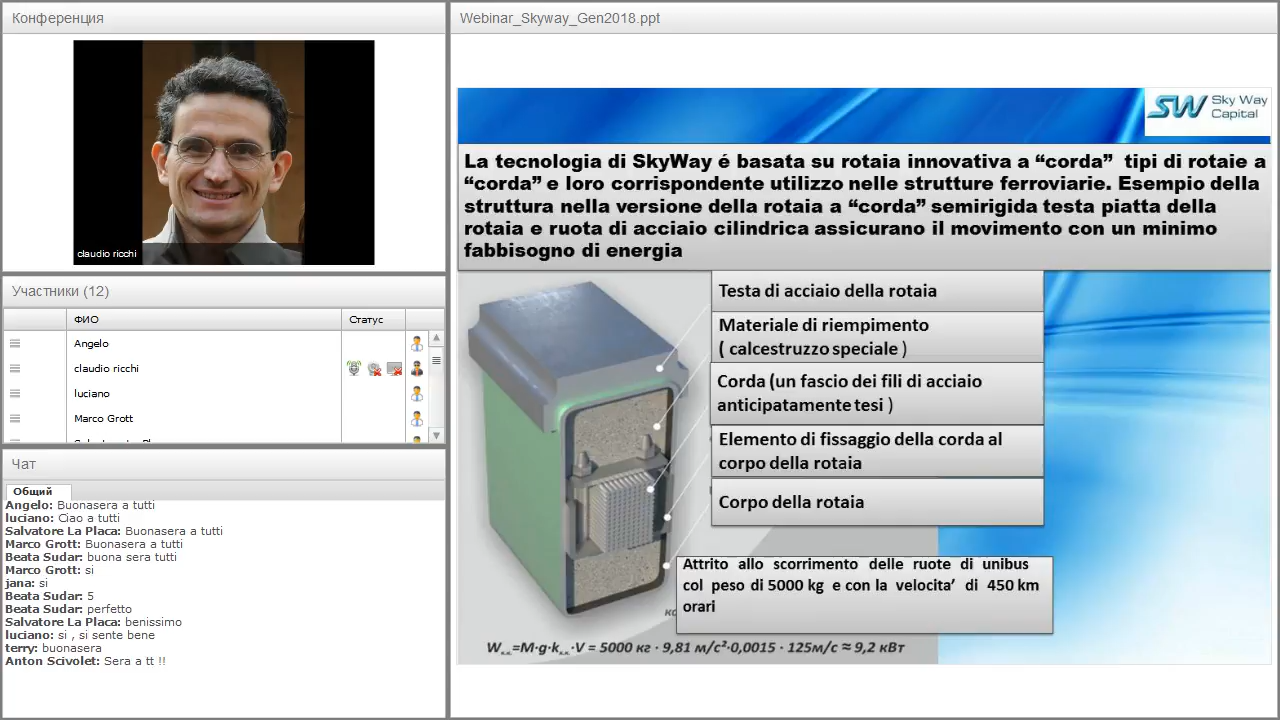 Конференция
claudio ricchi
Участники (12)
ФИО
Статус
Angelo
claudio ricchi
luciano
Marco Grott
Чат
Общий
Angelo: Buonasera a tutti
luciano: Ciao a tutti
Salvatore La Placa: Buonasera a tutti
Marco Grott: Buonasera a tutti
Beata Sudar: buona sera tutti
Marco Grott: si
jana: si
Beata Sudar: 5
Beata Sudar: perfetto
Salvatore La Placa: benissimo
luciano: si , si sente bene
terry: buonasera
Anton Scivolet: Sera a tt !!
Webinar_Skyway_Gen2018.ppt
SW Sky Way
Capital
La tecnologia di SkyWay é basata su rotaia innovativa a “corda” tipi di rotaie a
“corda” e loro corrispondente utilizzo nelle strutture ferroviarie. Esempio della
struttura nella versione della rotaia a “corda” semirigida testa piatta della
rotaia e ruota di acciaio cilindrica assicurano il movimento con un minimo
fabbisogno di energia
Testa di acciaio della rotaia
Materiale di riempimento
( calcestruzzo speciale )
Corda (un fascio dei fili di acciaio
anticipatamente tesi )
Elemento di fissaggio della corda al
corpo della rotaia
Corpo della rotaia
Attrito allo scorrimento delle ruote di unibus
col peso di 5000 kg e con la velocita’ di 450 km
orari
W к.к.=M·g·k к.к.·V = 5000 кг · 9,81 м/с²·0,0015 · 125м/с ≈ 9,2 кВт